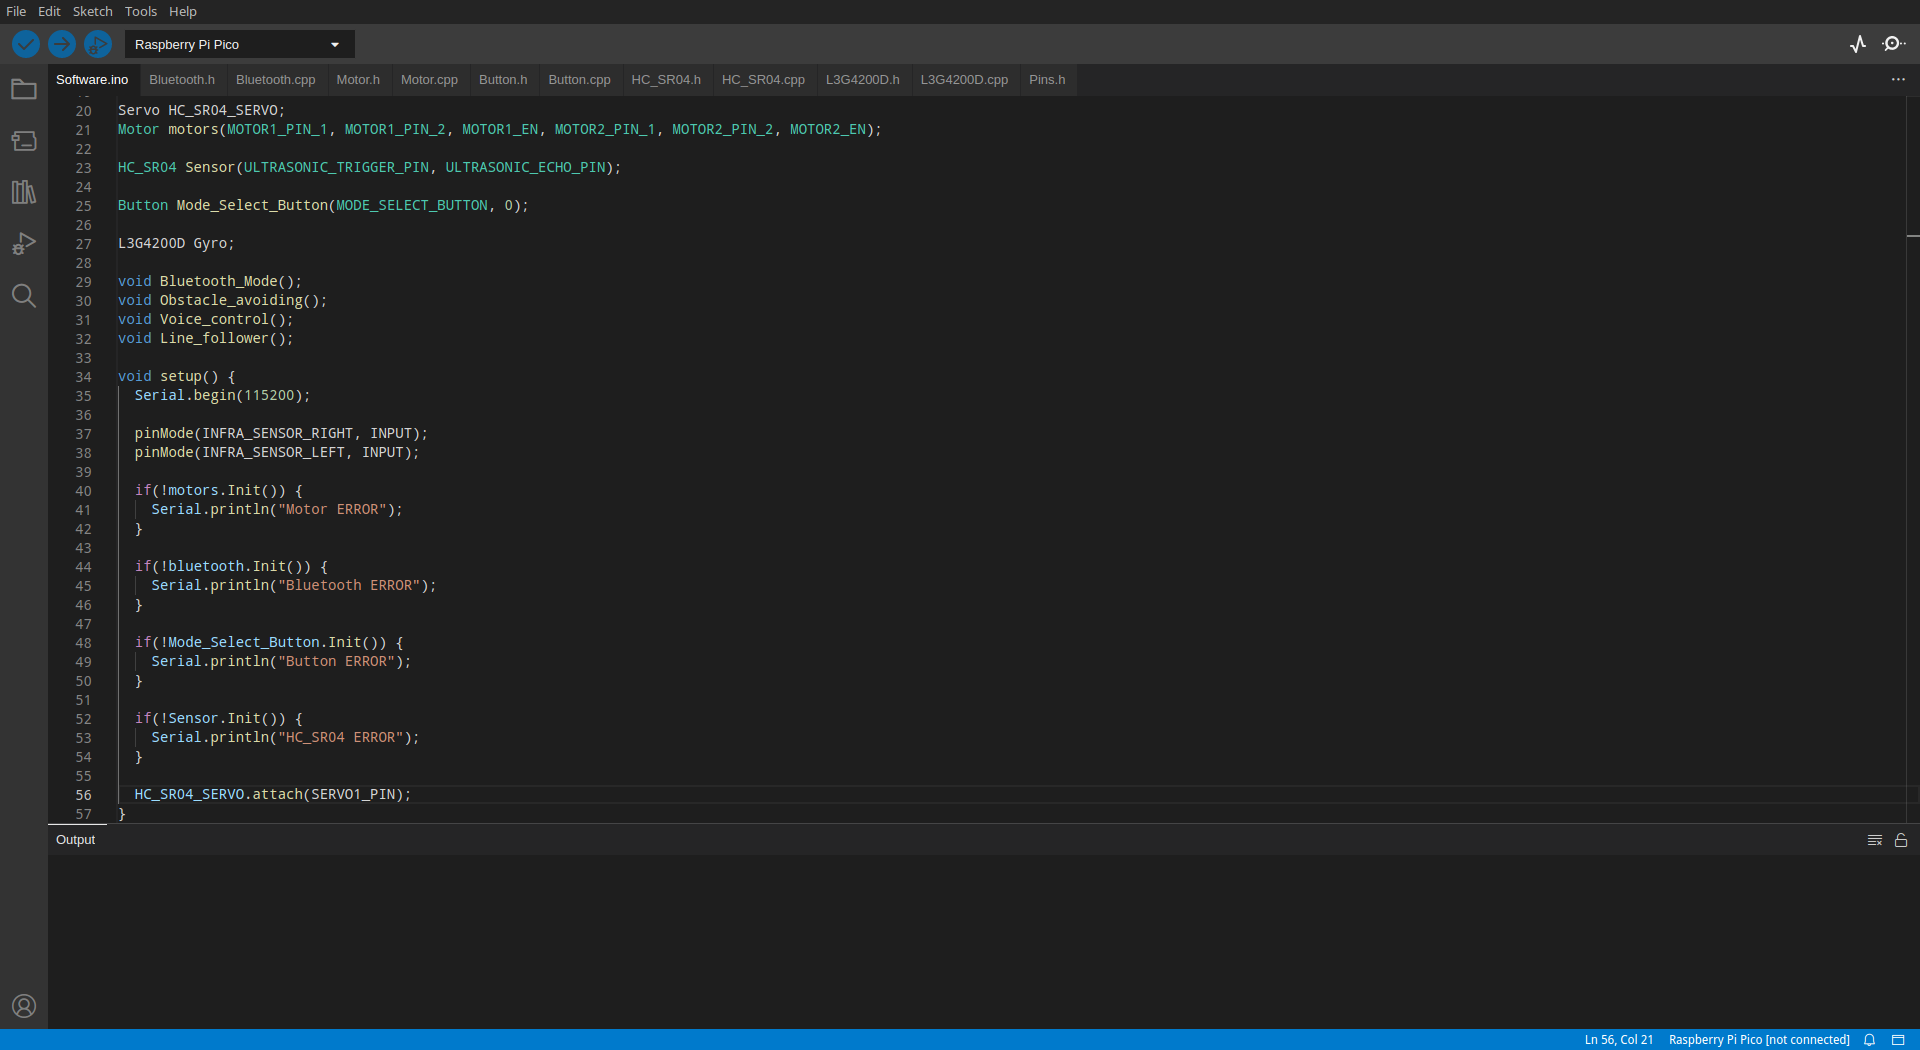 File Edit Sketch Tools Help
Raspberry Pi Pico
Software.ino Bluetooth.h Bluetooth.cpp Motor.h Motor.cpp Button.h Button.cpp HC_SR04.h HC_SR04.cpp L3G4200D.h L3G4200D.cpp Pins.h
20 Servo HC_SR04_SERVO;
21 Motor motors(MOTOR1_PIN_1, MOTOR1_PIN_2, MOTOR1_EN, MOTOR2_PIN_1, MOTOR2_PIN_2, MOTOR2_EN);
22
23 HC_SR04 Sensor(ULTRASONIC_TRIGGER_PIN, ULTRASONIC_ECHO_PIN);
24
25 Button Mode_Select_Button(MODE_SELECT_BUTTON, 0);
26
27 L3G4200D Gyro;
28
29 void Bluetooth_Mode();
30 void Obstacle_avoiding();
31 void Voice_control();
32 void Line_follower();
33
34 void setup() {
35 Serial.begin(115200);
36
37 pinMode(INFRA_SENSOR_RIGHT, INPUT);
38 pinMode(INFRA_SENSOR_LEFT, INPUT);
39
40 if(!motors.Init()) {
41 Serial.println("Motor ERROR");
42 }
43
44 if(!bluetooth.Init()) {
45 Serial.println("Bluetooth ERROR");
46 }
47
48 if(!Mode_Select_Button.Init()) {
49 Serial.println("Button ERROR");
50 }
51
52 if(!Sensor.Init()) {
53 Serial.println("HC_SR04 ERROR");
54 }
55
56 HC_SR04_SERVO.attach(SERVO1_PIN);
57 }
Output
Ln 56, Col 21 Raspberry Pi Pico [not connected]